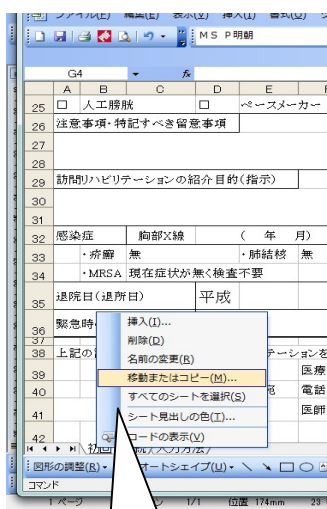 ファイル(F) 編集(E) 表示(V) 挿入(I) 書式(O)
ＭＳ Ｐ明朝
G4 fx
A B C D E
25 □ 人工膀胱 □ ペースメーカー
26 注意事項・特記すべき留意事項
27
28
29 訪問リハビリテーションの紹介目的(指示)
30
31
32 感染症 胸部X線 ( 年 月)
33 ・疥癬 無 ・肺結核 無
34 ・MRSA 現在症状が無く検査不要
35 退院日(退所日) 平成
36 緊急時
37
38 上記の テーションを
39 医療
40 電話
41 医師
42
挿入(I)...
削除(D)
名前の変更(R)
移動またはコピー(M)...
すべてのシートを選択(S)
シート見出しの色(T)...
コードの表示(V)
初回
図形の調整(R) オートシェイプ(U)
コマンド
1 ページ 1/1 位置 174mm 23